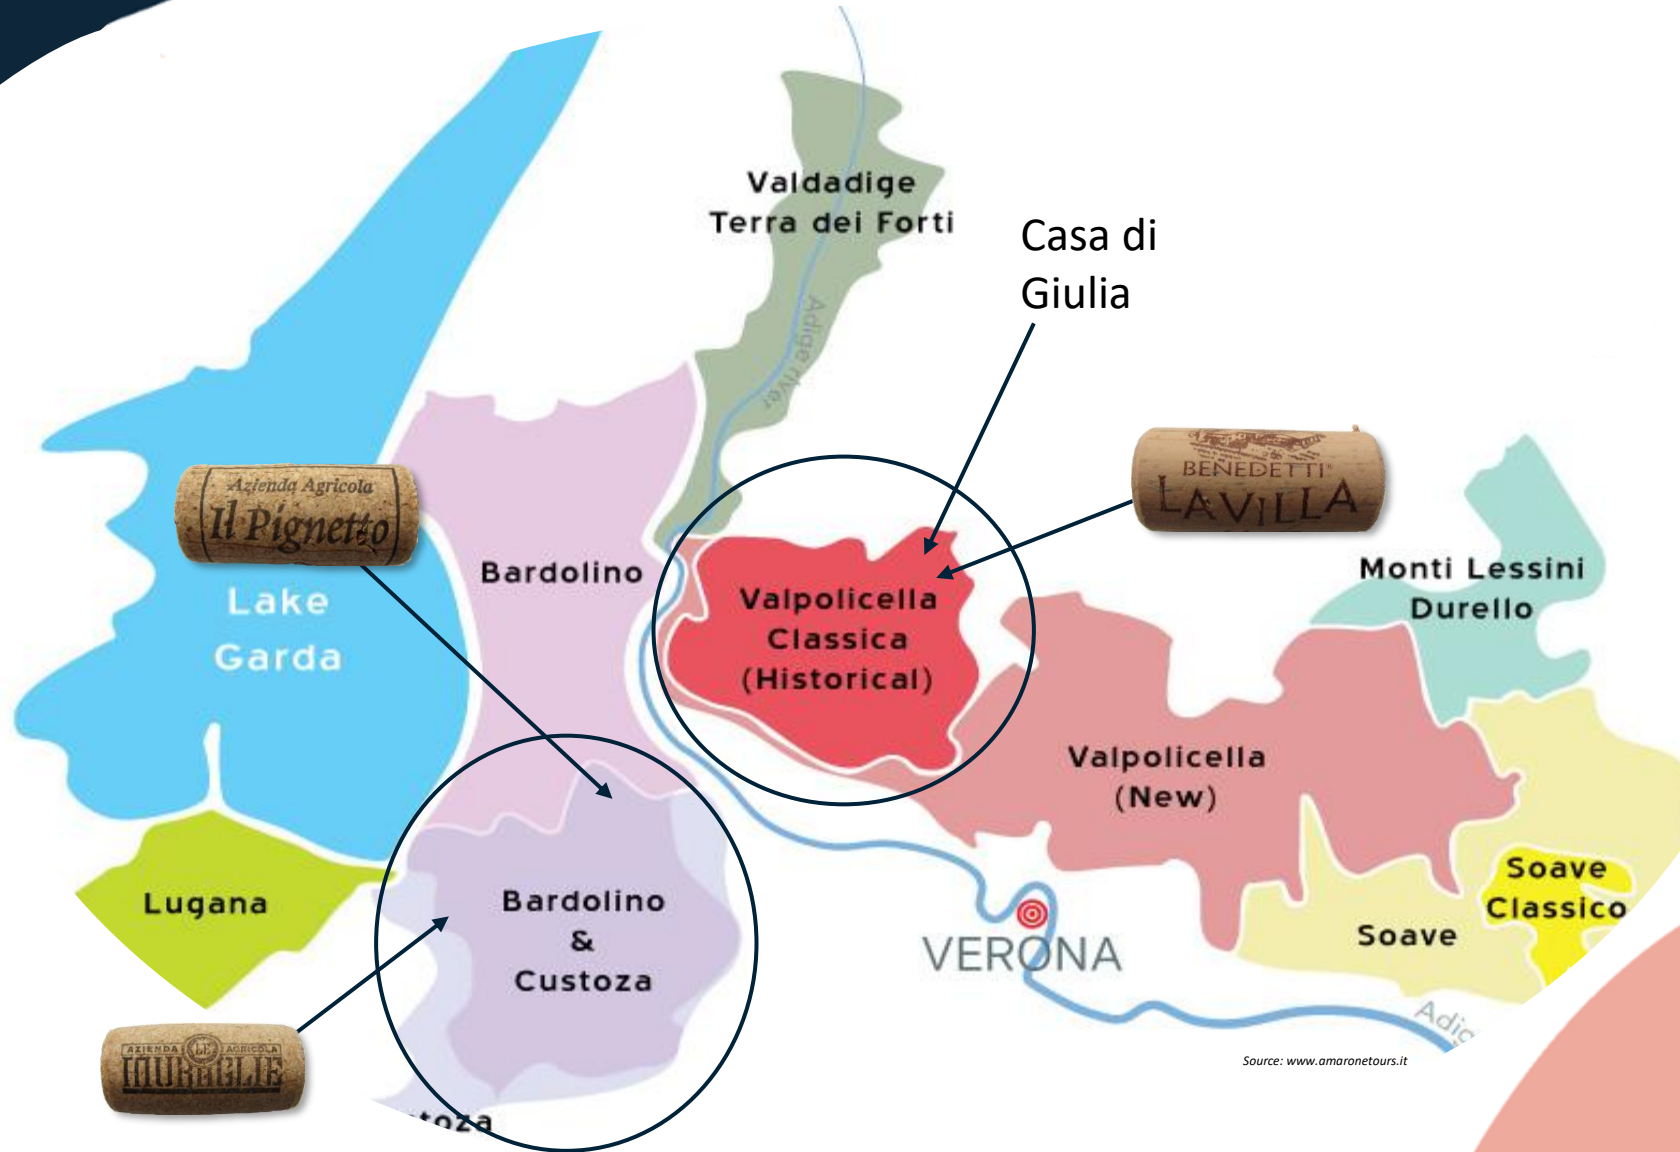 Valdadige
Terra dei Forti
Adige river
Casa di
Giulia
Azienda Agricola
Il Pignetto
BENEDETTI
LAVILLA
Lake
Garda
Bardolino
Valpolicella
Classica
(Historical)
Monti Lessini
Durello
Valpolicella
(New)
Lugana
Bardolino
&
Custoza
VERONA
Soave
Soave
Classico
AZIENDA LE AGRICOLA
MURAGLIE
Adig
Source: www.amaronetours.it